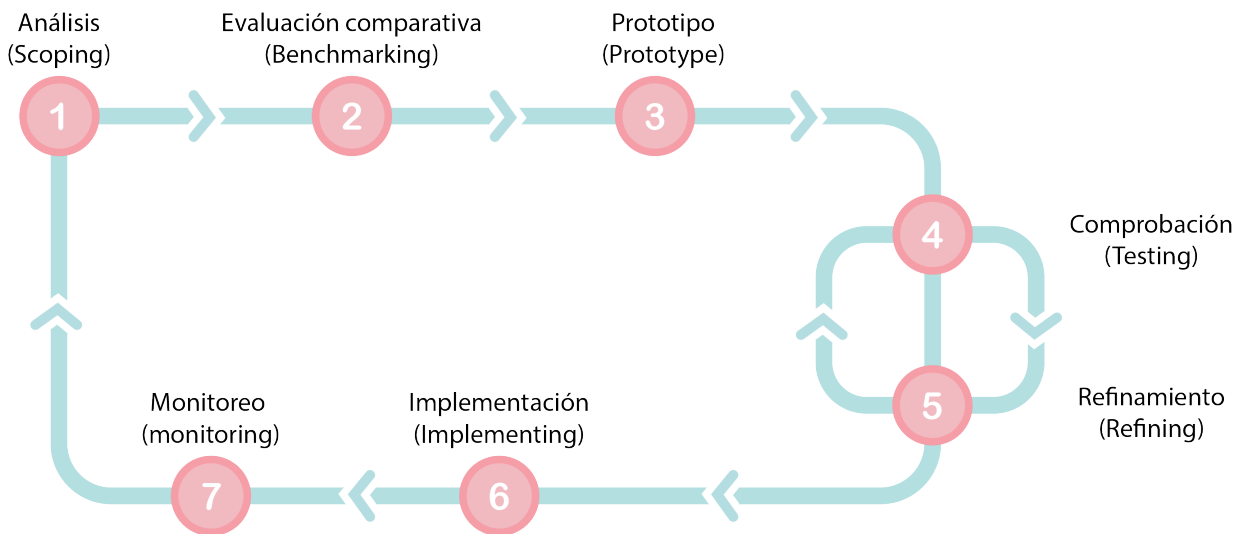 Análisis
(Scoping)
1
Evaluación comparativa
(Benchmarking)
2
Prototipo
(Prototype)
3
4
Comprobación
(Testing)
5
Refinamiento
(Refining)
Implementación
(Implementing)
6
Monitoreo
(monitoring)
7